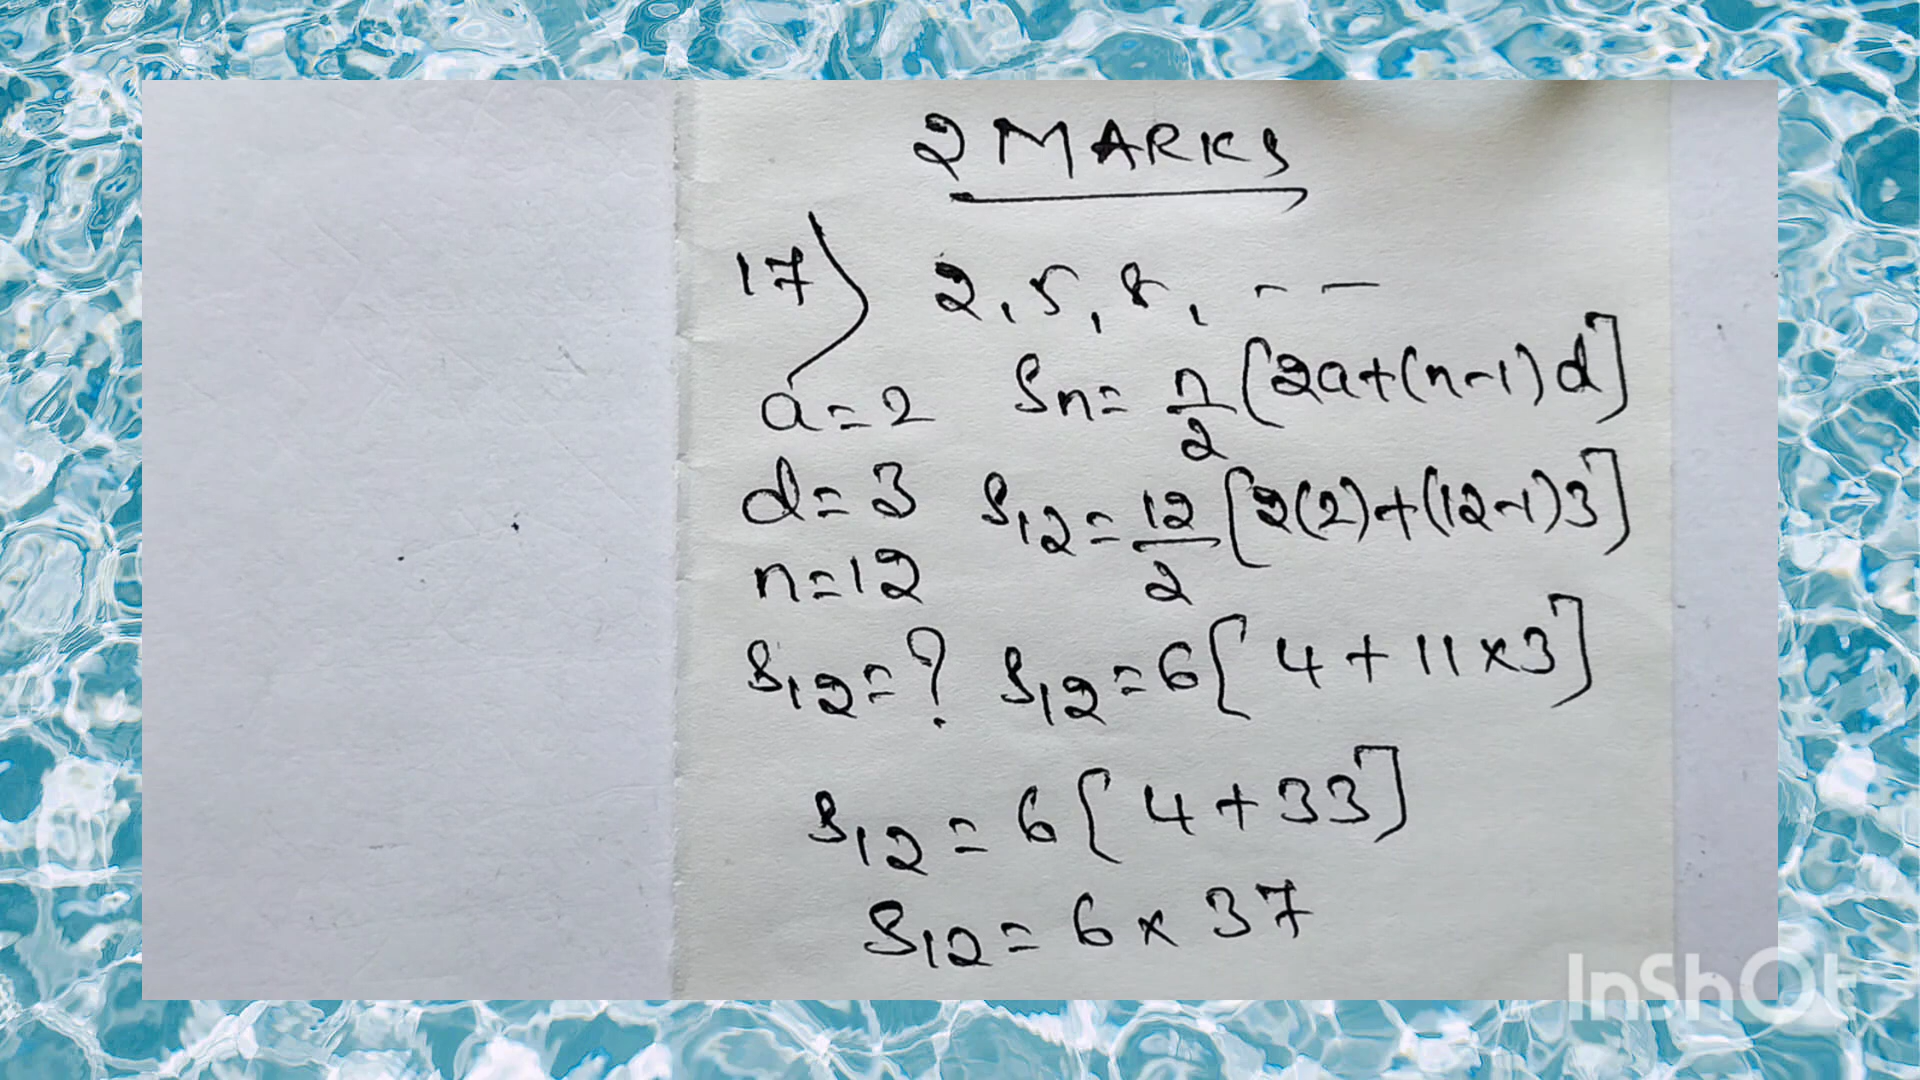 2 MARKS
17) 2, 5, 8, - -
a = 2 Sn = n/2 [2a+(n-1)d]
d = 3 S12 = 12/2 [2(2)+(12-1)3]
n = 12
S12 = ? S12 = 6[4 + 11×3]
S12 = 6[4+33]
S12 = 6 × 37
InShOt